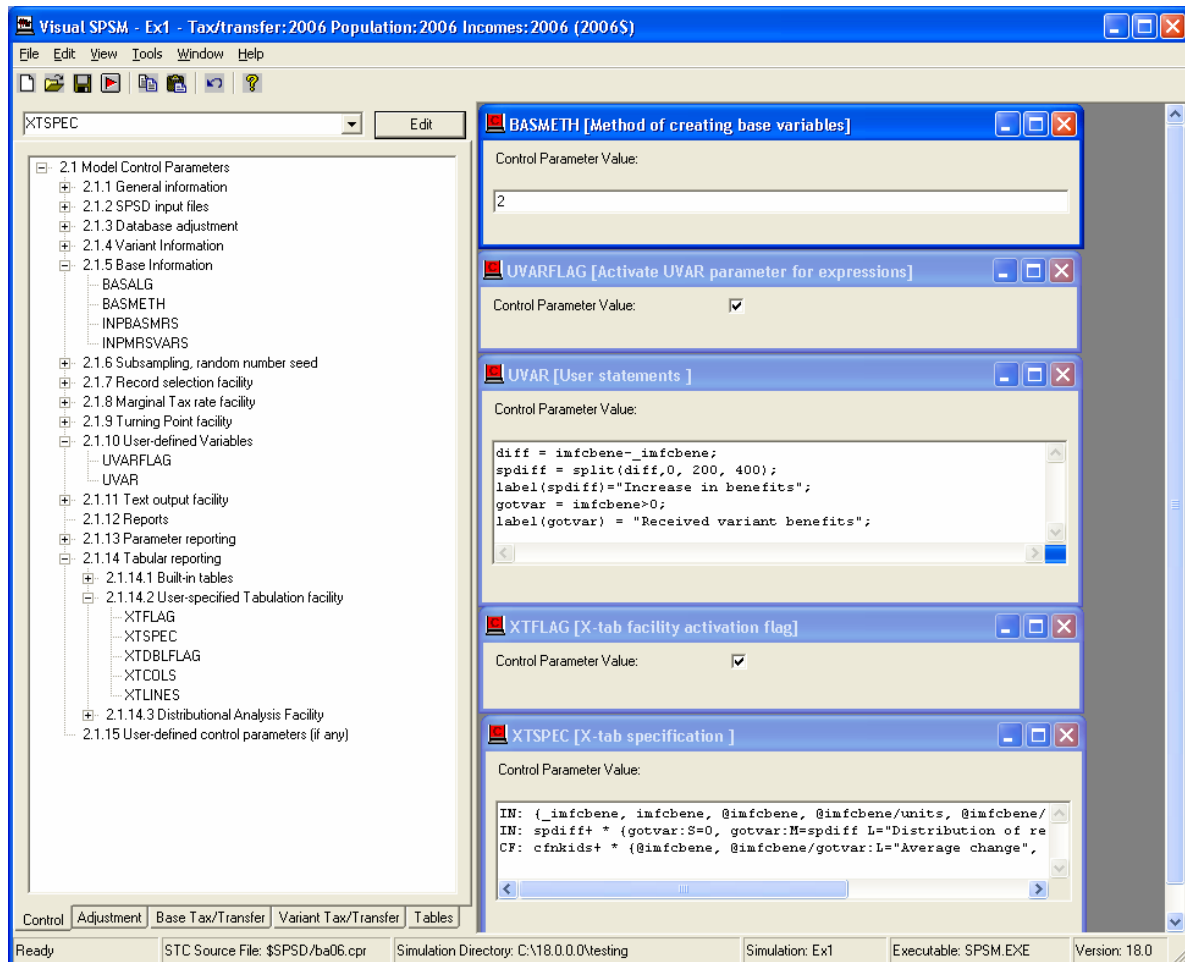 Visual SPSM - Ex1 - Tax/transfer:2006 Population:2006 Incomes:2006 (2006$)
File Edit View Tools Window Help
XTSPEC
Edit
2.1 Model Control Parameters
2.1.1 General information
2.1.2 SPSD input files
2.1.3 Database adjustment
2.1.4 Variant Information
2.1.5 Base Information
BASALG
BASMETH
INPBASMRS
INPMRSVARS
2.1.6 Subsampling, random number seed
2.1.7 Record selection facility
2.1.8 Marginal Tax rate facility
2.1.9 Turning Point facility
2.1.10 User-defined Variables
UVARFLAG
UVAR
2.1.11 Text output facility
2.1.12 Reports
2.1.13 Parameter reporting
2.1.14 Tabular reporting
2.1.14.1 Built-in tables
2.1.14.2 User-specified Tabulation facility
XTFLAG
XTSPEC
XTDBLFLAG
XTCOLS
XTLINES
2.1.14.3 Distributional Analysis Facility
2.1.15 User-defined control parameters (if any)
Control Adjustment Base Tax/Transfer Variant Tax/Transfer Tables
BASMETH [Method of creating base variables]
Control Parameter Value:
2
UVARFLAG [Activate UVAR parameter for expressions]
Control Parameter Value:
UVAR [User statements ]
Control Parameter Value:
diff = imfcbene-_imfcbene;
spdiff = split(diff,0, 200, 400);
label(spdiff)="Increase in benefits";
gotvar = imfcbene>0;
label(gotvar) = "Received variant benefits";
XTFLAG [X-tab facility activation flag]
Control Parameter Value:
XTSPEC [X-tab specification ]
Control Parameter Value:
IN: {_imfcbene, imfcbene, @imfcbene, @imfcbene/units, @imfcbene/
IN: spdiff+ * {gotvar:S=0, gotvar:M=spdiff L="Distribution of re
CF: cfnkids+ * {@imfcbene, @imfcbene/gotvar:L="Average change",
Ready STC Source File: $SPSD/ba06.cpr Simulation Directory: C:\18.0.0.0\testing Simulation: Ex1 Executable: SPSM.EXE Version: 18.0